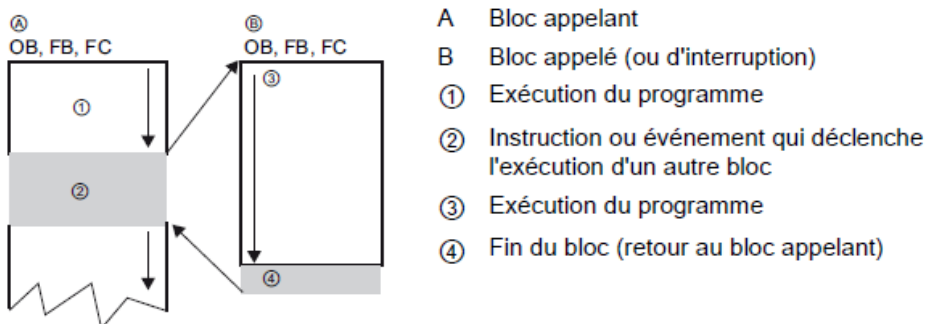 Ⓐ
OB, FB, FC
①
②
Ⓑ
OB, FB, FC
③
④
A Bloc appelant
B Bloc appelé (ou d'interruption)
① Exécution du programme
② Instruction ou événement qui déclenche
l'exécution d'un autre bloc
③ Exécution du programme
④ Fin du bloc (retour au bloc appelant)